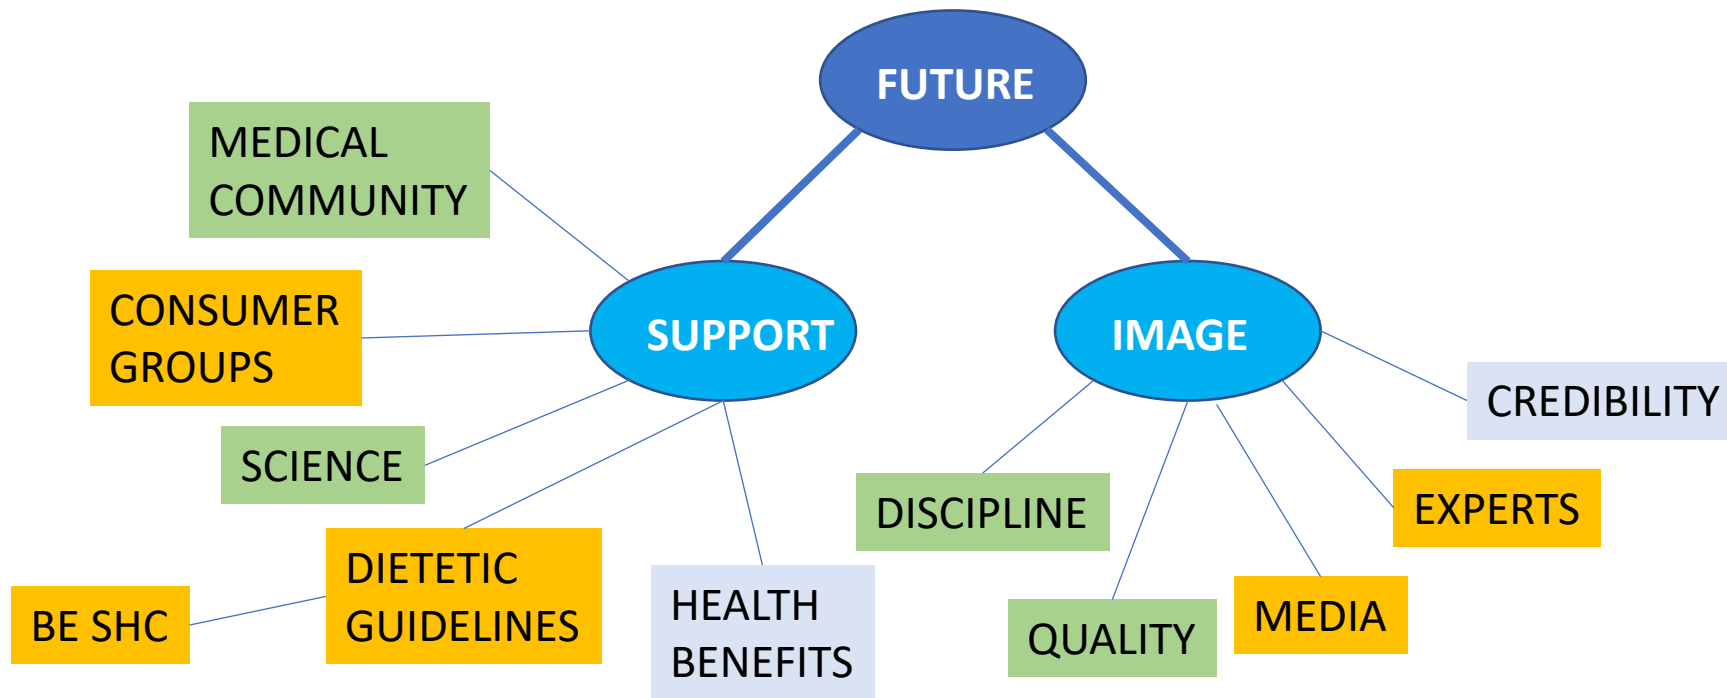 FUTURE
MEDICAL
COMMUNITY
CONSUMER
GROUPS
SUPPORT
IMAGE
CREDIBILITY
SCIENCE
DISCIPLINE
EXPERTS
DIETETIC
GUIDELINES
BE SHC
HEALTH
BENEFITS
QUALITY
MEDIA